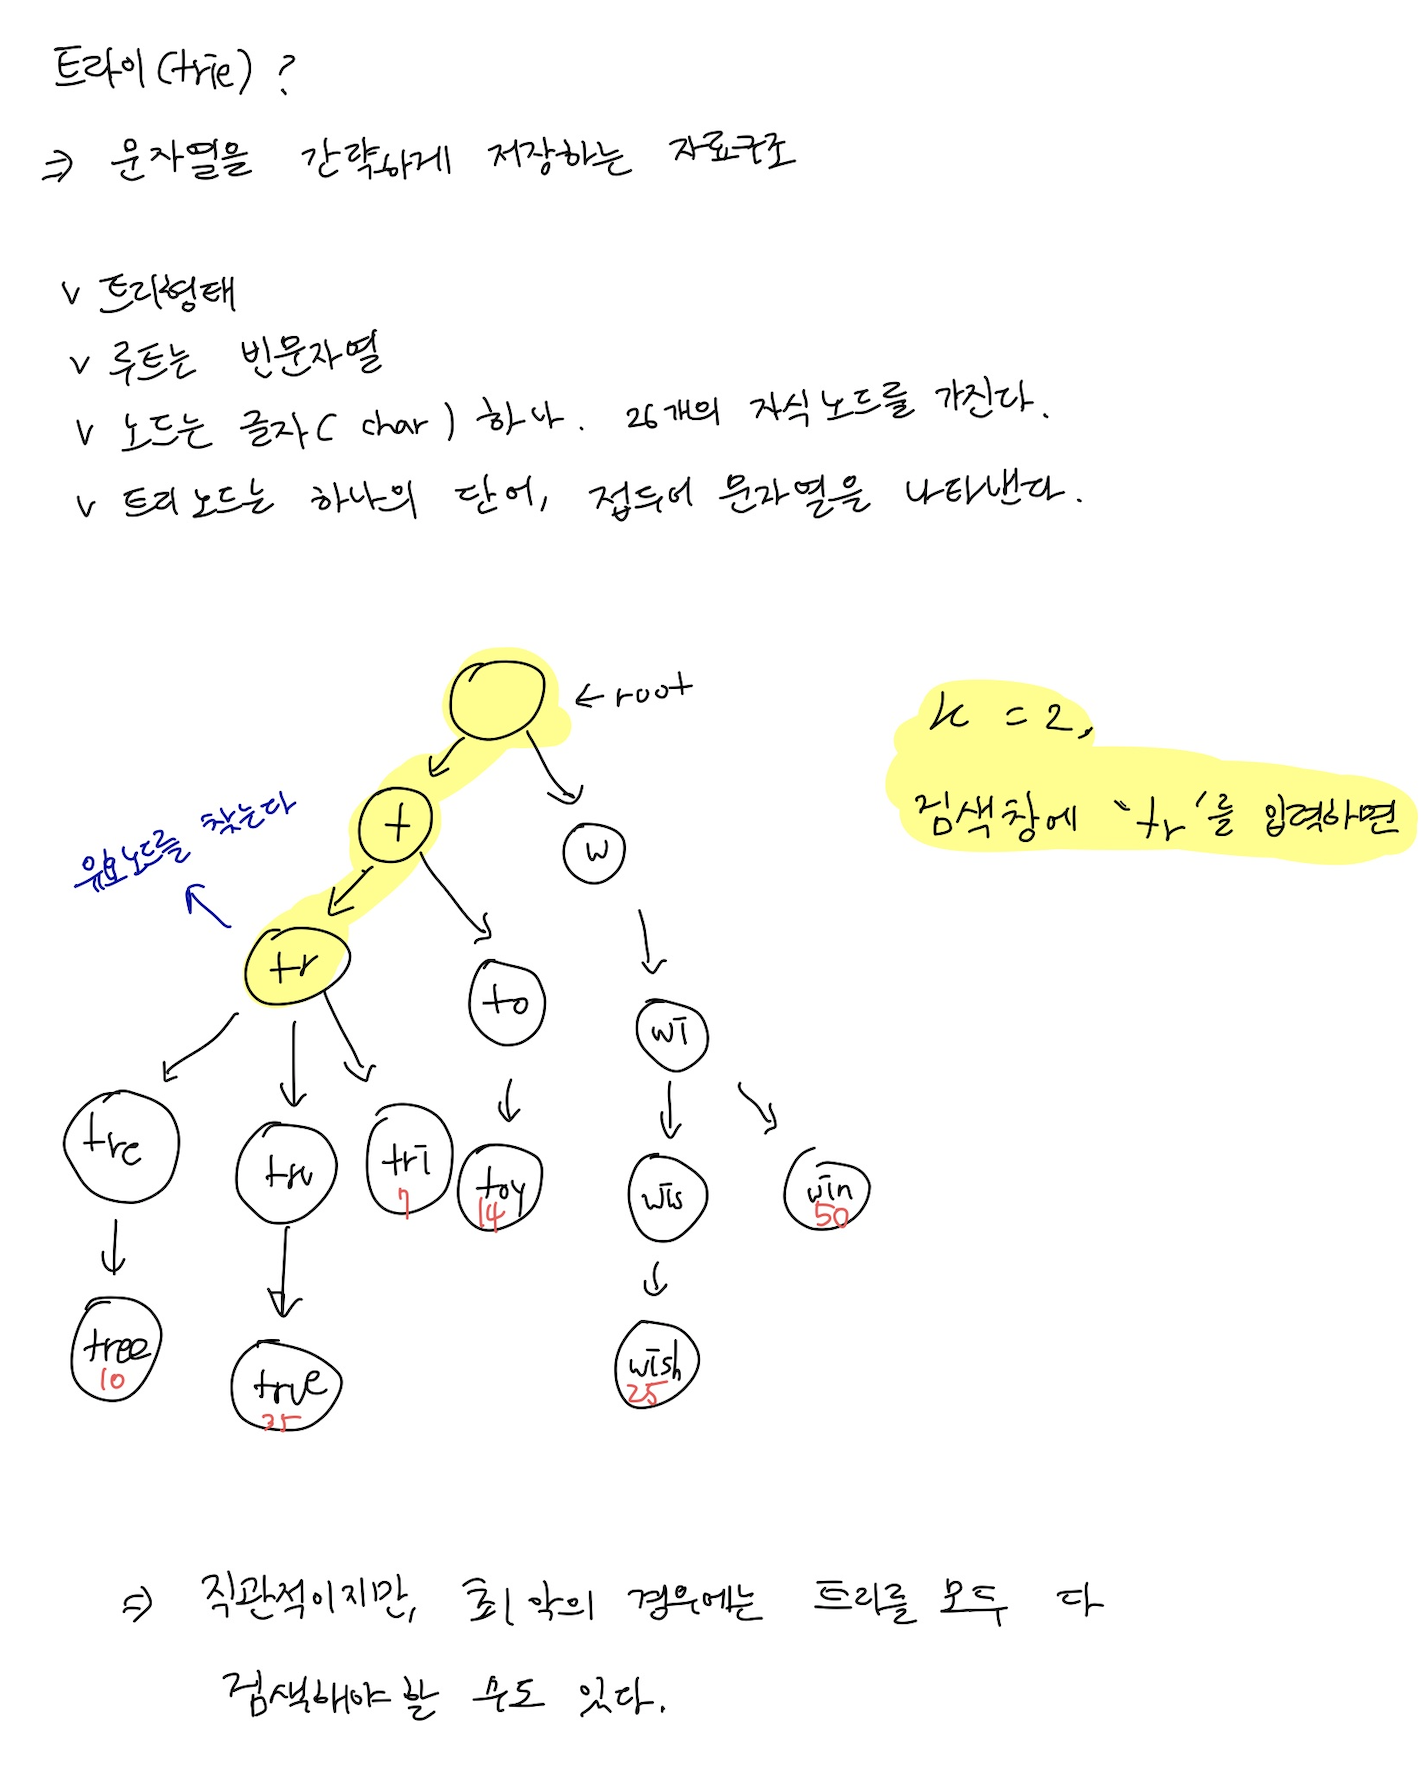 트라이(trie) ?
⇒ 문자열을 간략하게 저장하는 자료구조
v 트리형태
v 루트는 빈문자열
v 노드는 글자( char ) 하나. 26개의 자식노드를 가진다.
v 트리노드는 하나의 단어, 접두어 문자열을 나타낸다.
← root
k = 2,
검색창에 'tr'를 입력하면
유효노드를 찾는다
t
w
tr
to
wi
tre
tru
tri
7
toy
14
wis
win
50
tree
10
true
35
wish
25
⇒ 직관적이지만, 최악의 경우에는 트리를 모두 다
검색해야할 수도 있다.